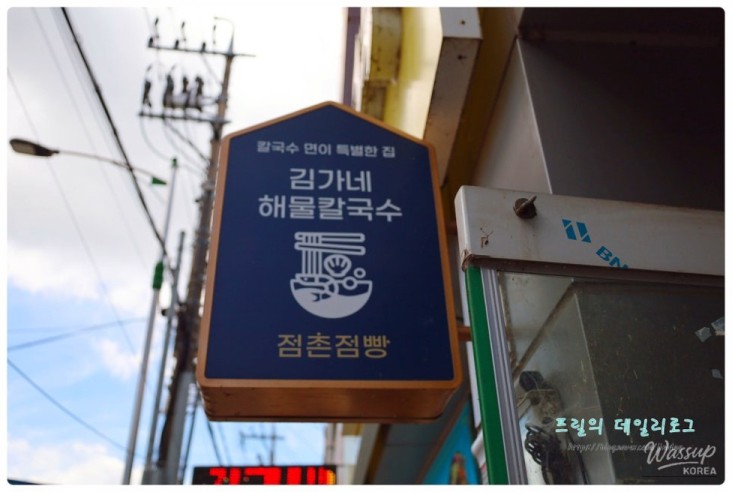 칼국수 면이 특별한 집
김가네
해물칼국수
점촌점빵
BN
프릴의 데일리로그
Wassup
KOREA